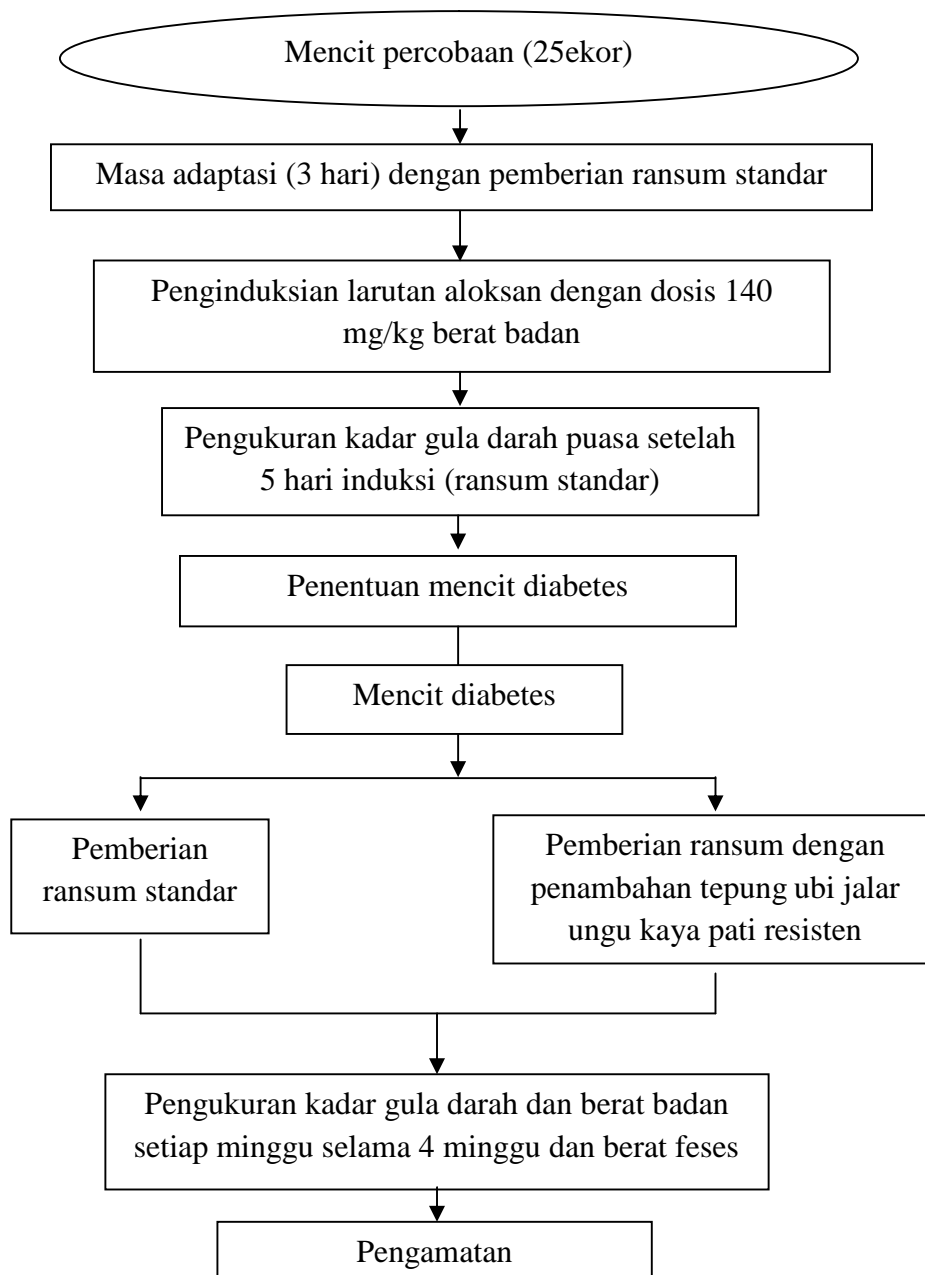 Mencit percobaan (25ekor)
Masa adaptasi (3 hari) dengan pemberian ransum standar
Penginduksian larutan aloksan dengan dosis 140
mg/kg berat badan
Pengukuran kadar gula darah puasa setelah
5 hari induksi (ransum standar)
Penentuan mencit diabetes
Mencit diabetes
Pemberian
ransum standar
Pemberian ransum dengan
penambahan tepung ubi jalar
ungu kaya pati resisten
Pengukuran kadar gula darah dan berat badan
setiap minggu selama 4 minggu dan berat feses
Pengamatan